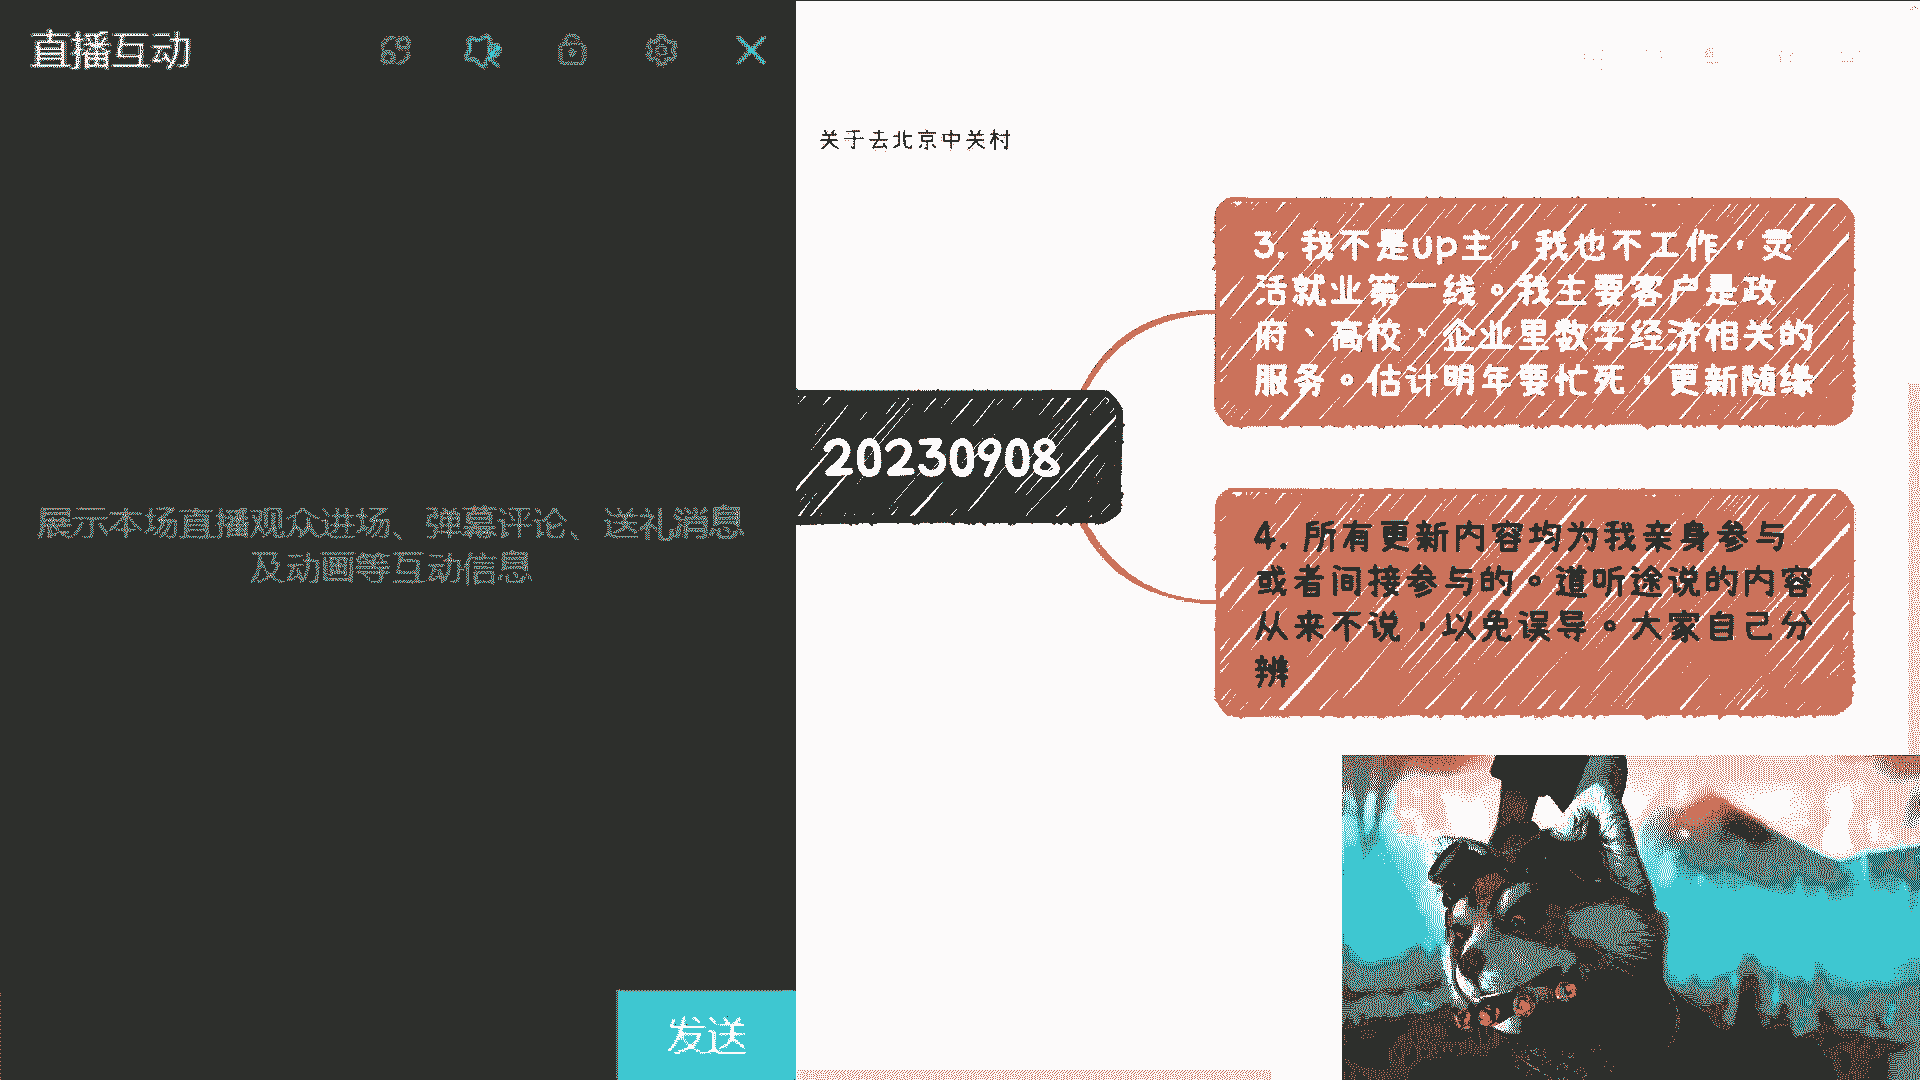 直播互动
展示本场直播观众进场、弹幕评论、送礼消息
及动画等互动信息
发送
关于去北京中关村
20230908
3. 我不是up主，我也不工作，灵
活就业第一线。我主要客户是政
府、高校、企业里数字经济相关的
服务。估计明年要忙死，更新随缘
4. 所有更新内容均为我亲身参与
或者间接参与的。道听途说的内容
从来不说，以免误导。大家自己分
辨